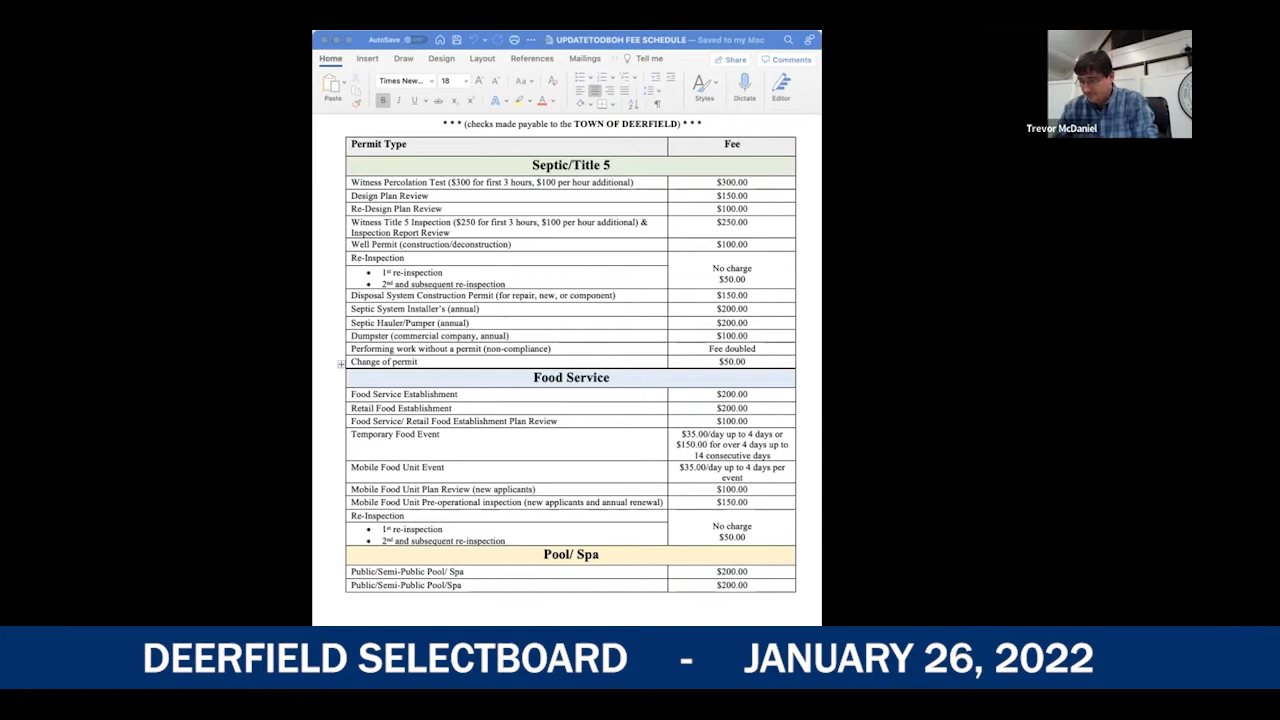 AutoSave OFF UPDATETODBOH FEE SCHEDULE — Saved to my Mac
Home Insert Draw Design Layout References Mailings Tell me Share Comments
Times New... 18 Aa
Paste B I U ab x₂ x² A A Styles Dictate Editor
* * * (checks made payable to the TOWN OF DEERFIELD) * * *
Permit Type Fee
Septic/Title 5
Witness Percolation Test ($300 for first 3 hours, $100 per hour additional) $300.00
Design Plan Review $150.00
Re-Design Plan Review $100.00
Witness Title 5 Inspection ($250 for first 3 hours, $100 per hour additional) & $250.00
Inspection Report Review
Well Permit (construction/deconstruction) $100.00
Re-Inspection
• 1st re-inspection No charge
• 2nd and subsequent re-inspection $50.00
Disposal System Construction Permit (for repair, new, or component) $150.00
Septic System Installer's (annual) $200.00
Septic Hauler/Pumper (annual) $200.00
Dumpster (commercial company, annual) $100.00
Performing work without a permit (non-compliance) Fee doubled
Change of permit $50.00
Food Service
Food Service Establishment $200.00
Retail Food Establishment $200.00
Food Service/ Retail Food Establishment Plan Review $100.00
Temporary Food Event $35.00/day up to 4 days or
$150.00 for over 4 days up to
14 consecutive days
Mobile Food Unit Event $35.00/day up to 4 days per
event
Mobile Food Unit Plan Review (new applicants) $100.00
Mobile Food Unit Pre-operational inspection (new applicants and annual renewal) $150.00
Re-Inspection
• 1st re-inspection No charge
• 2nd and subsequent re-inspection $50.00
Pool/ Spa
Public/Semi-Public Pool/ Spa $200.00
Public/Semi-Public Pool/Spa $200.00
Trevor McDaniel
DEERFIELD SELECTBOARD - JANUARY 26, 2022